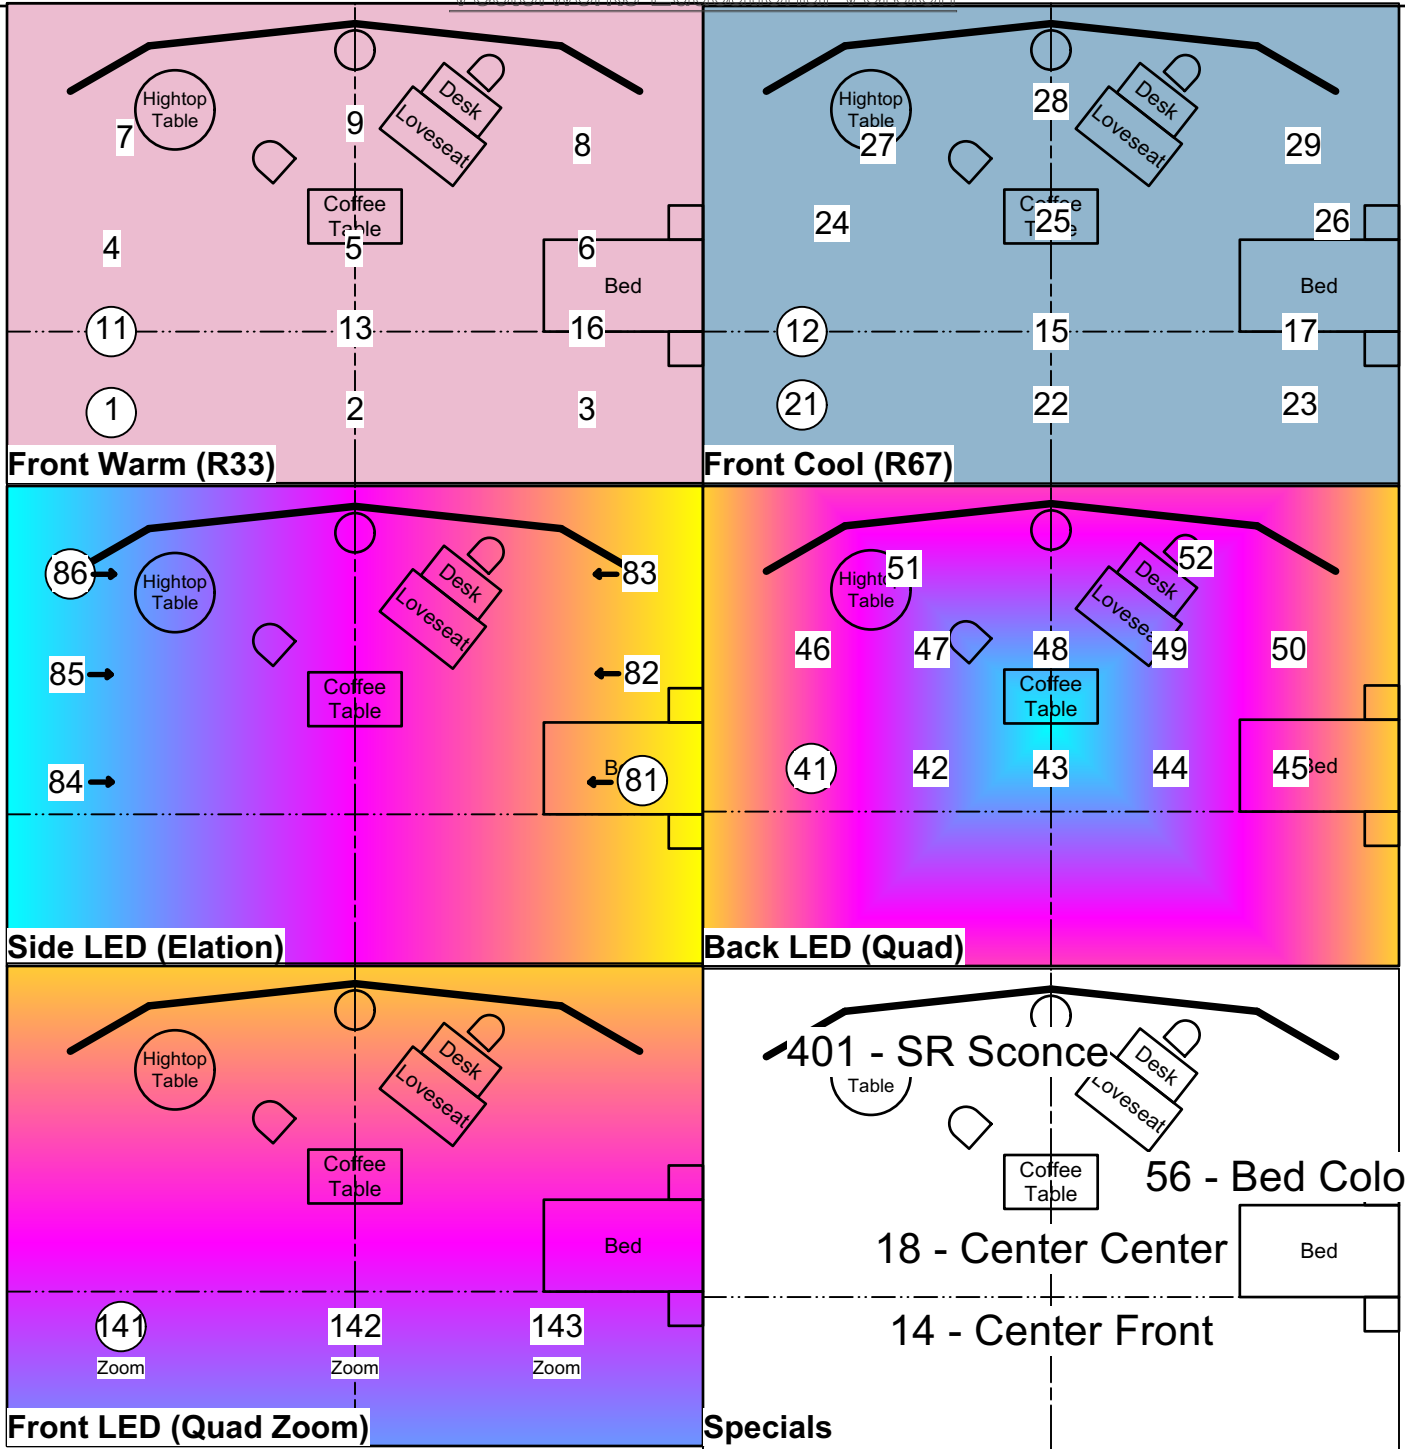 Hightop
Table
Desk
Loveseat
7
9
8
Coffee
Table
4
5
6
Bed
11
13
16
1
2
3
Front Warm (R33)
Hightop
Table
Desk
Loveseat
28
27
29
24
Coffee
25
26
Bed
12
15
17
21
22
23
Front Cool (R67)
86
Hightop
Table
Desk
Loveseat
83
85
82
Coffee
Table
84
81
Side LED (Elation)
51
52
Table
Desk
46
47
48
49
50
Coffee
Table
41
42
43
44
45
Back LED (Quad)
Hightop
Table
Desk
Loveseat
Coffee
Table
Bed
141
142
143
Zoom
Zoom
Zoom
Front LED (Quad Zoom)
401 - SR Sconce
Table
Desk
Loveseat
Coffee
Table
56 - Bed Colo
18 - Center Center
Bed
14 - Center Front
Specials